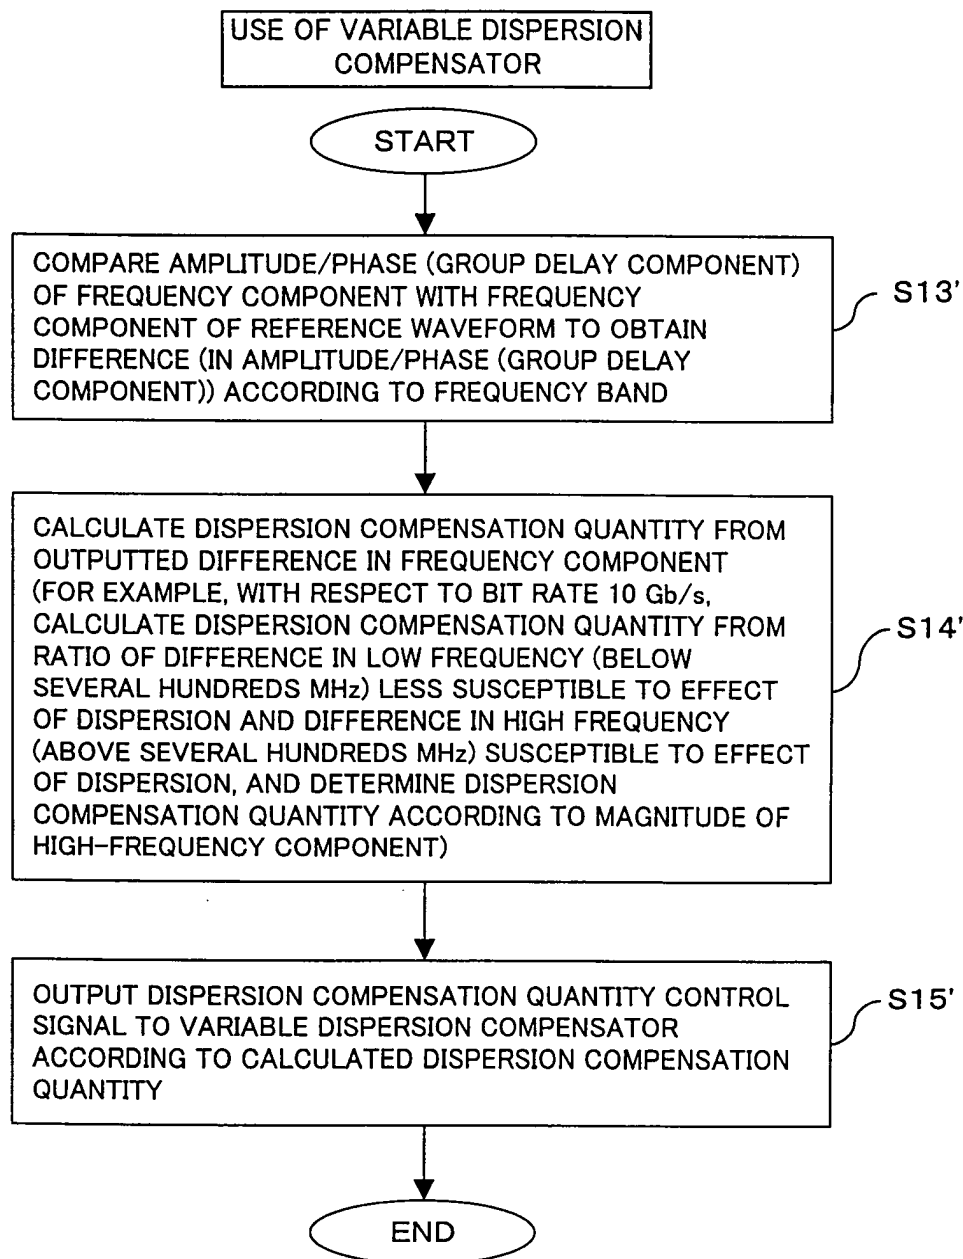 USE OF VARIABLE DISPERSION
COMPENSATOR
START
COMPARE AMPLITUDE/PHASE (GROUP DELAY COMPONENT)
OF FREQUENCY COMPONENT WITH FREQUENCY
COMPONENT OF REFERENCE WAVEFORM TO OBTAIN
DIFFERENCE (IN AMPLITUDE/PHASE (GROUP DELAY
COMPONENT)) ACCORDING TO FREQUENCY BAND
S13'
CALCULATE DISPERSION COMPENSATION QUANTITY FROM
OUTPUTTED DIFFERENCE IN FREQUENCY COMPONENT
(FOR EXAMPLE, WITH RESPECT TO BIT RATE 10 Gb/s,
CALCULATE DISPERSION COMPENSATION QUANTITY FROM
RATIO OF DIFFERENCE IN LOW FREQUENCY (BELOW
SEVERAL HUNDREDS MHz) LESS SUSCEPTIBLE TO EFFECT
OF DISPERSION AND DIFFERENCE IN HIGH FREQUENCY
(ABOVE SEVERAL HUNDREDS MHz) SUSCEPTIBLE TO EFFECT
OF DISPERSION, AND DETERMINE DISPERSION
COMPENSATION QUANTITY ACCORDING TO MAGNITUDE OF
HIGH-FREQUENCY COMPONENT)
S14'
OUTPUT DISPERSION COMPENSATION QUANTITY CONTROL
SIGNAL TO VARIABLE DISPERSION COMPENSATOR
ACCORDING TO CALCULATED DISPERSION COMPENSATION
QUANTITY
S15'
END